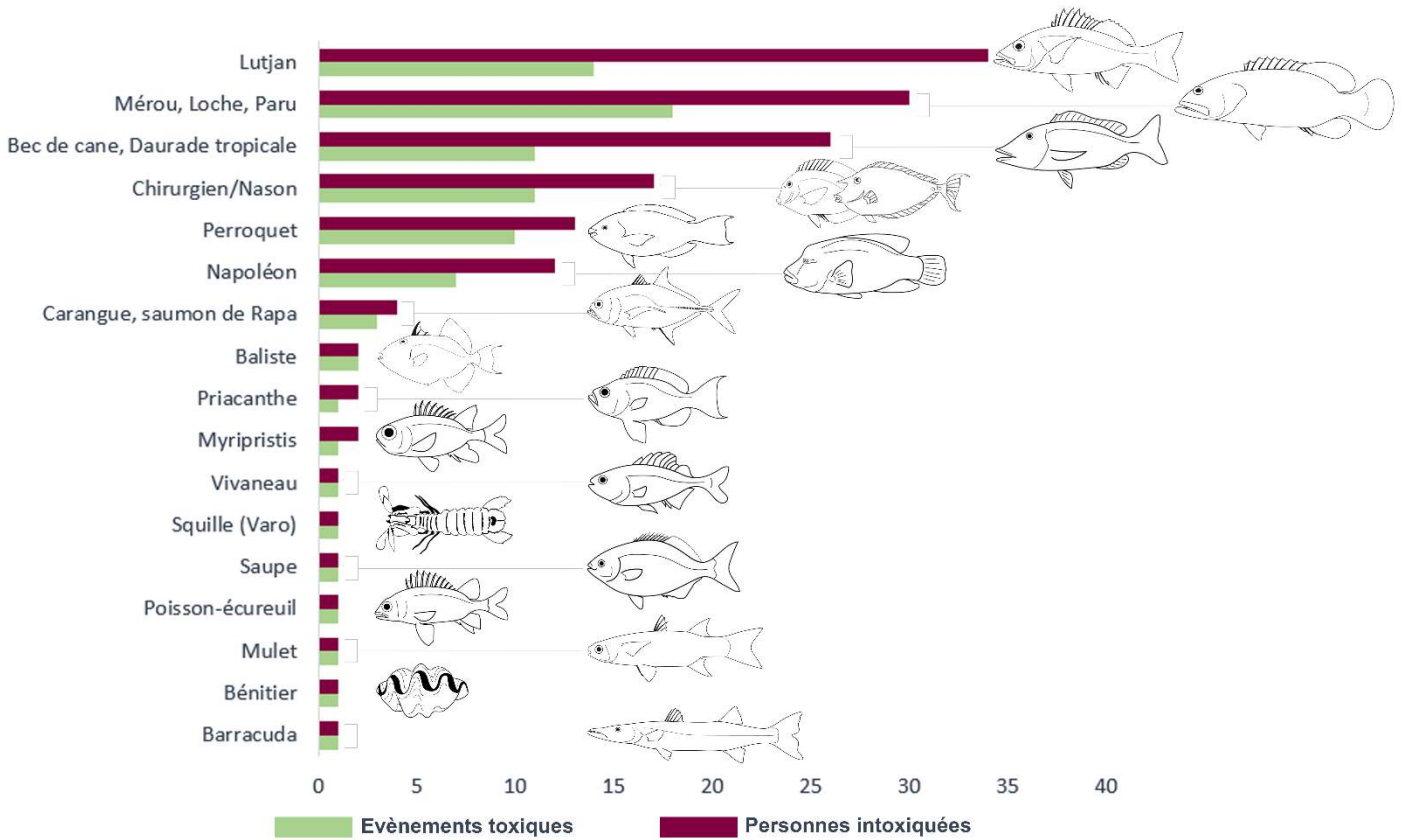 Lutjan
Mérou, Loche, Paru
Bec de cane, Daurade tropicale
Chirurgien/Nason
Perroquet
Napoléon
Carangue, saumon de Rapa
Baliste
Priacanthe
Myripristis
Vivaneau
Squille (Varo)
Saupe
Poisson-écureuil
Mulet
Bénitier
Barracuda
0 5 10 15 20 25 30 35 40
Evènements toxiques Personnes intoxiquées